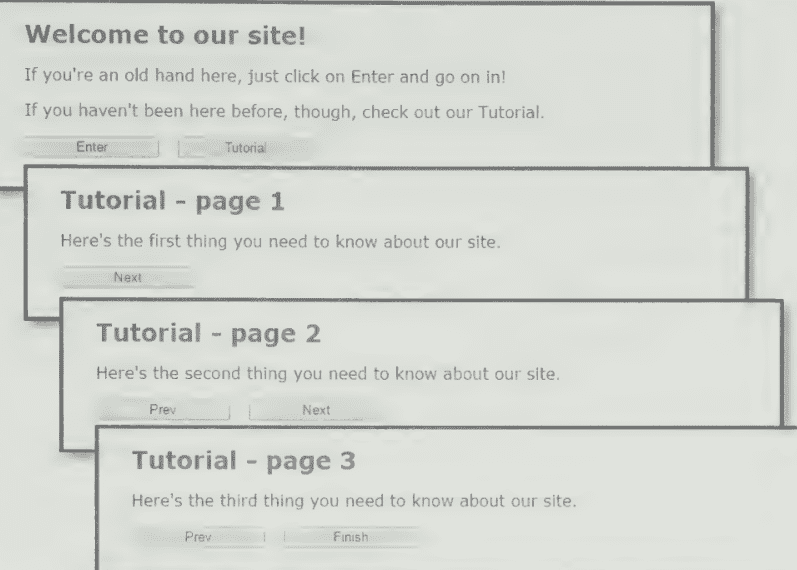 Welcome to our site!
If you're an old hand here, just click on Enter and go on in!
If you haven't been here before, though, check out our Tutorial.
Enter Tutorial
Tutorial - page 1
Here's the first thing you need to know about our site.
Next
Tutorial - page 2
Here's the second thing you need to know about our site.
Prev Next
Tutorial - page 3
Here's the third thing you need to know about our site.
Prev Finish